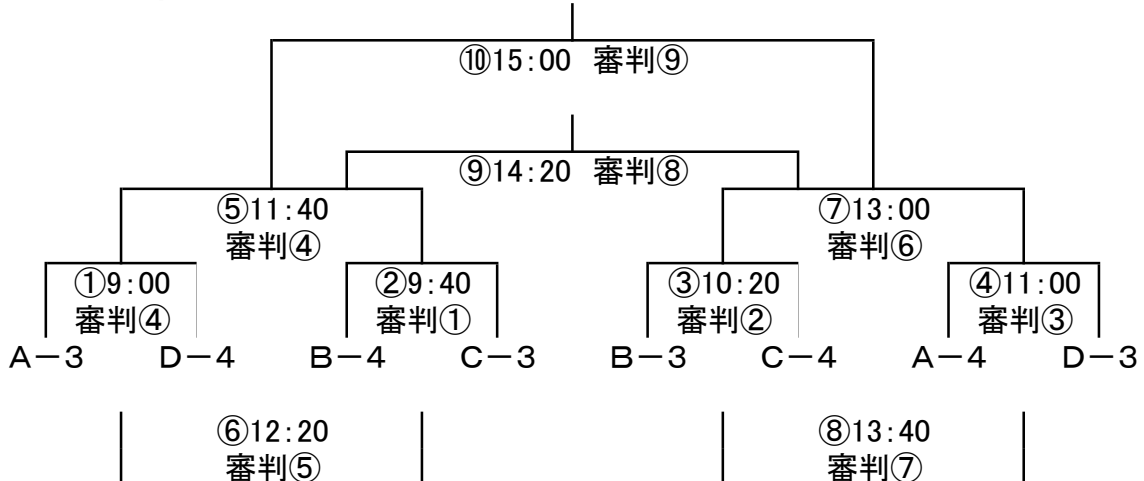 ⑩15:00 審判⑨
⑨14:20 審判⑧
⑤11:40
審判④
⑦13:00
審判⑥
①9:00
審判④
②9:40
審判①
③10:20
審判②
④11:00
審判③
A-3 D-4 B-4 C-3 B-3 C-4 A-4 D-3
⑥12:20
審判⑤
⑧13:40
審判⑦